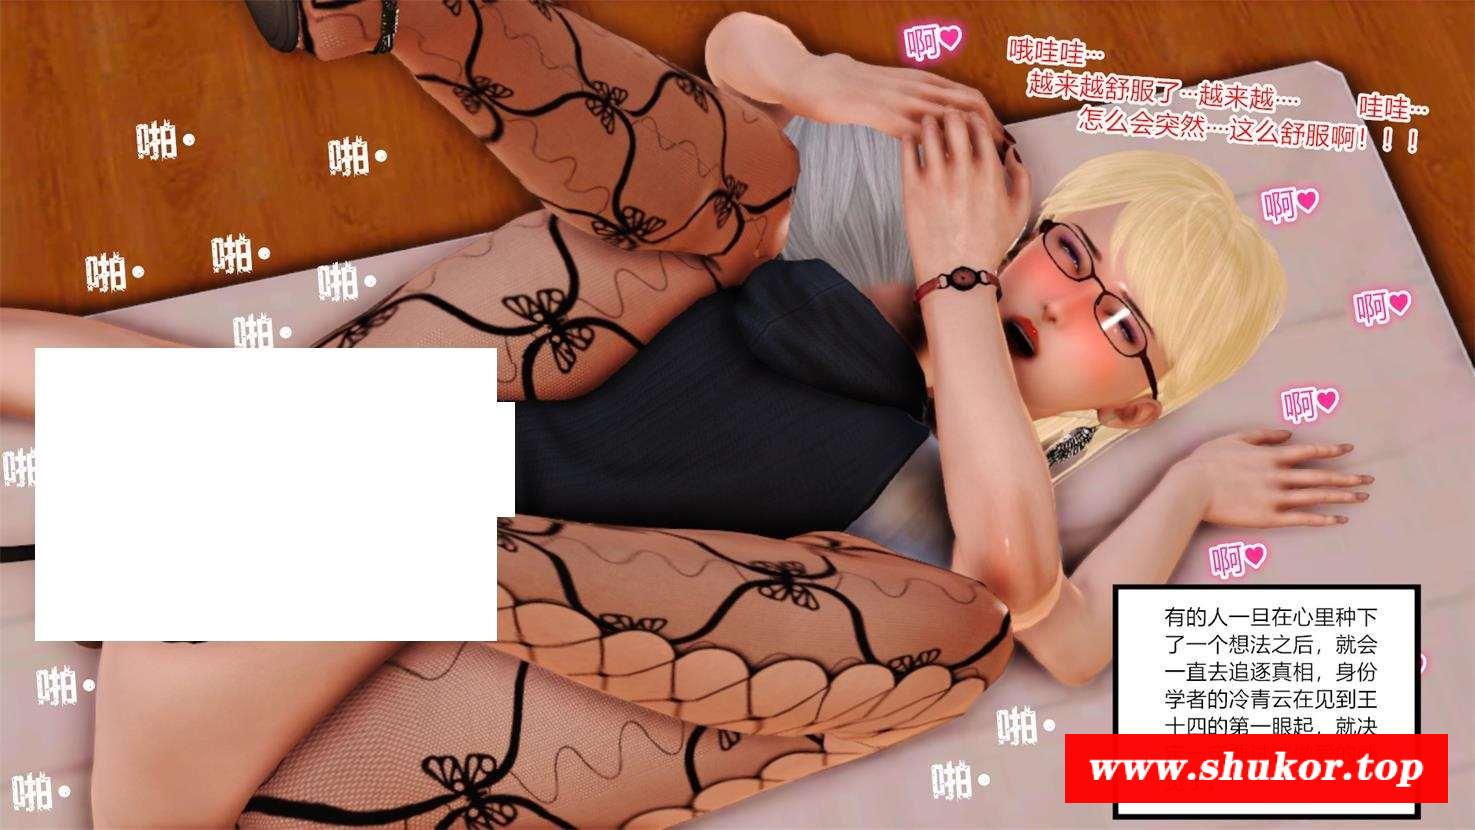 啊
哦哇哇…
越来越舒服了…越来越….
哇哇…
怎么会突然…这么舒服啊！！！
啪.
啪.
啊
啪.
啪.
啪.
啊
啪.
啊
啪
啊
有的人一旦在心里种下
了一个想法之后，就会
一直去追逐真相，身份
学者的冷青云在见到王
十四的第一眼起，就决
啪.
啪.
啪.
啪.
www.shukor.top